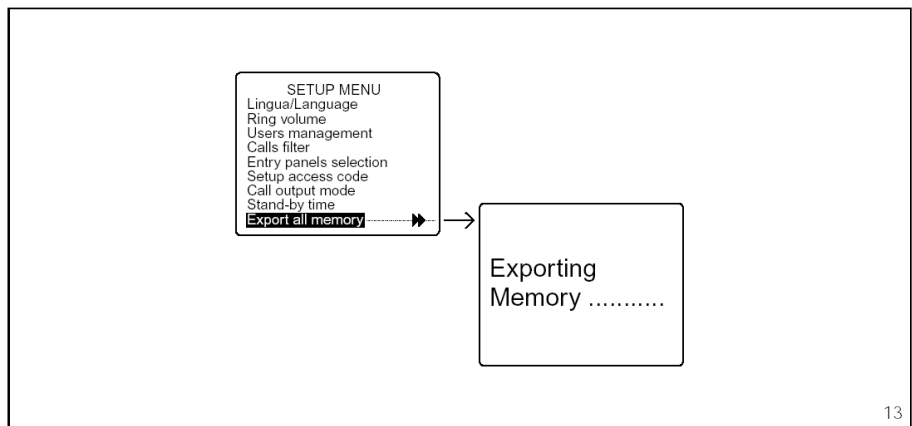 SETUP MENU
Lingua/Language
Ring volume
Users management
Calls filter
Entry panels selection
Setup access code
Call output mode
Stand-by time
Export all memory
Exporting
Memory ...........
13